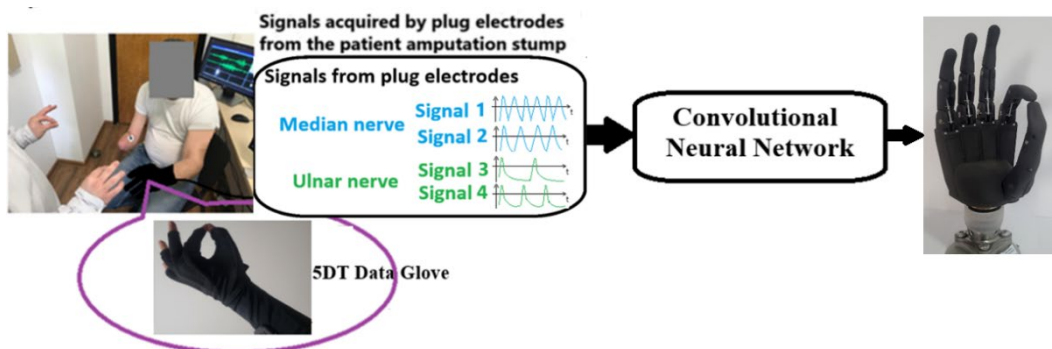 Signals acquired by plug electrodes
from the patient amputation stump
Signals from plug electrodes
Median nerve
Signal 1
t
Signal 2
t
Ulnar nerve
Signal 3
t
Signal 4
t
Convolutional
Neural Network
5DT Data Glove